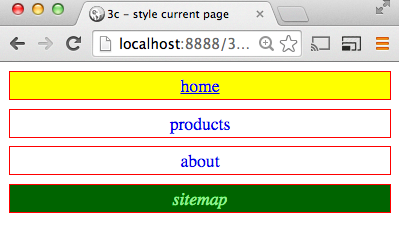 3c - style current page
localhost:8888/3...
home
products
about
sitemap